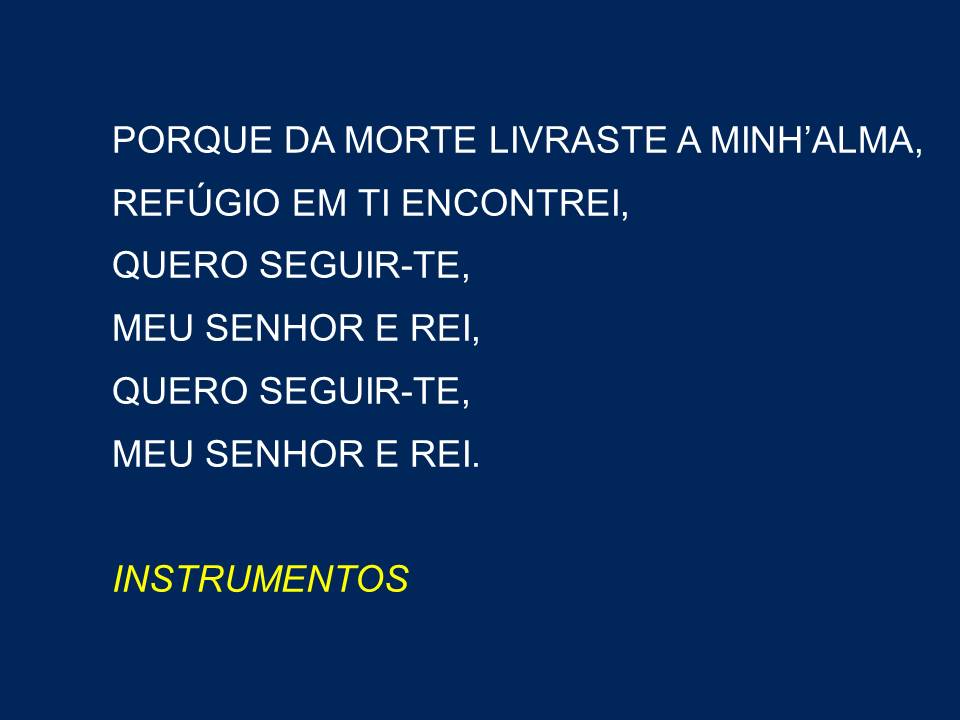 PORQUE DA MORTE LIVRASTE A MINH’ALMA,
REFÚGIO EM TI ENCONTREI,
QUERO SEGUIR-TE,
MEU SENHOR E REI,
QUERO SEGUIR-TE,
MEU SENHOR E REI.
INSTRUMENTOS